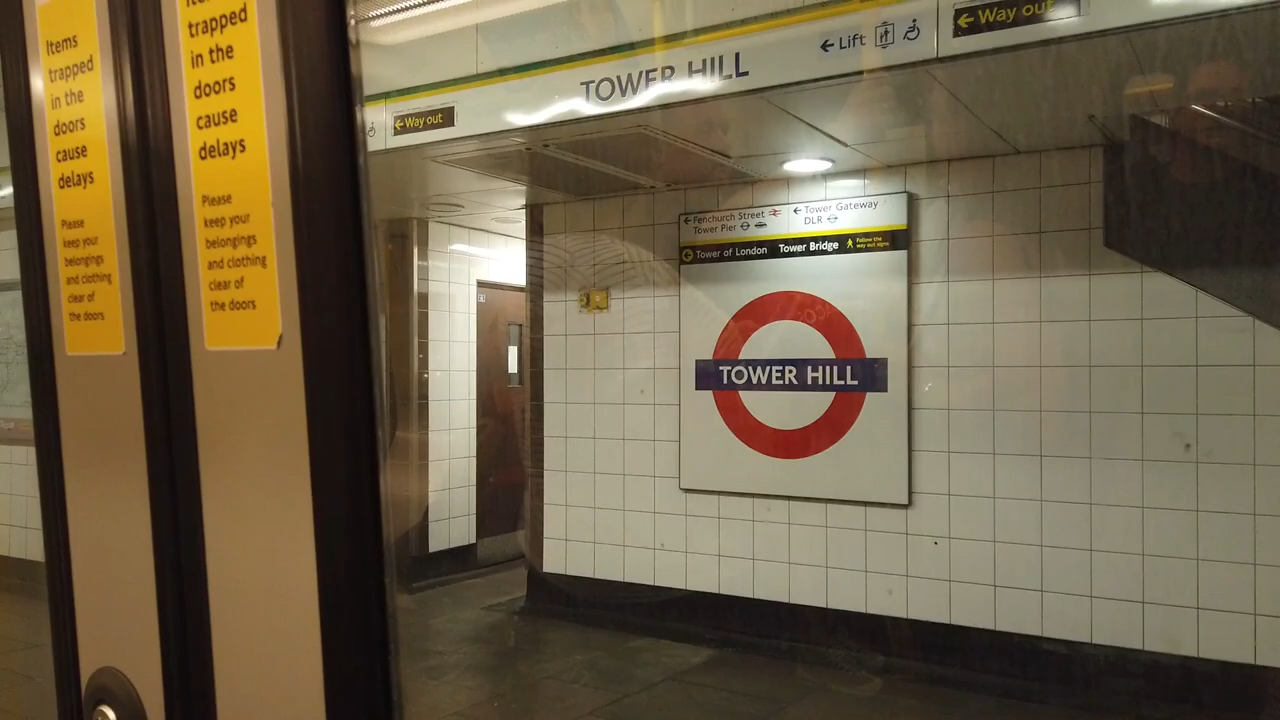 Items
trapped
in the
doors
cause
delays
Please
keep your
belongings
and clothing
clear of
the doors
Items
trapped
in the
doors
cause
delays
Please
keep your
belongings
and clothing
clear of
the doors
TOWER HILL
← Lift
← Way out
← Way out
← Fenchurch Street
Tower Pier
← Tower Gateway
DLR
← Tower of London Tower Bridge
Follow the
way out signs
TOWER HILL